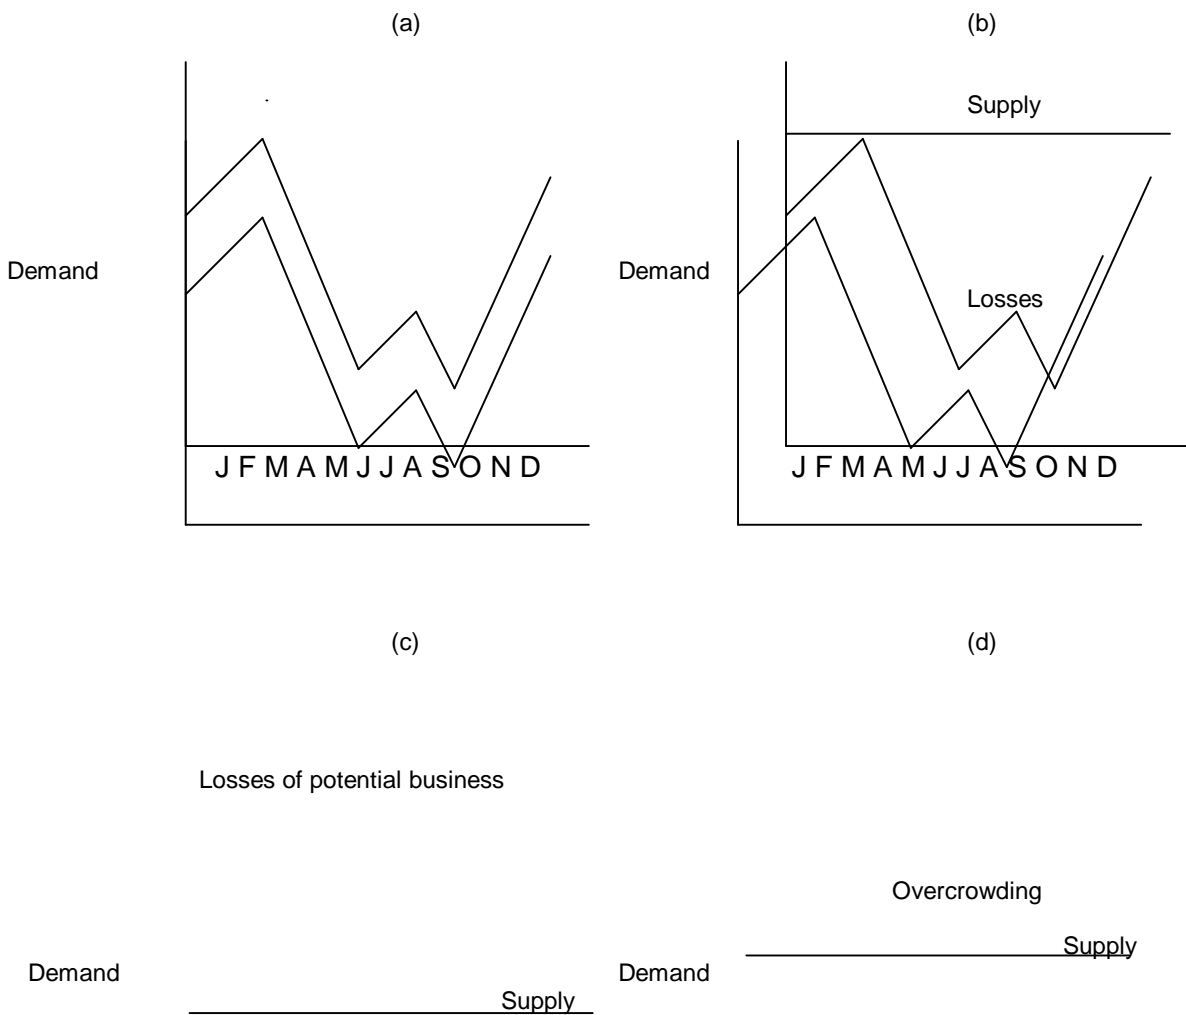 (a)
(b)
Supply
Demand
Demand
Losses
J F M A M J J A S O N D
J F M A M J J A S O N D
(c)
(d)
Losses of potential business
Overcrowding
Supply
Demand
Demand
Supply